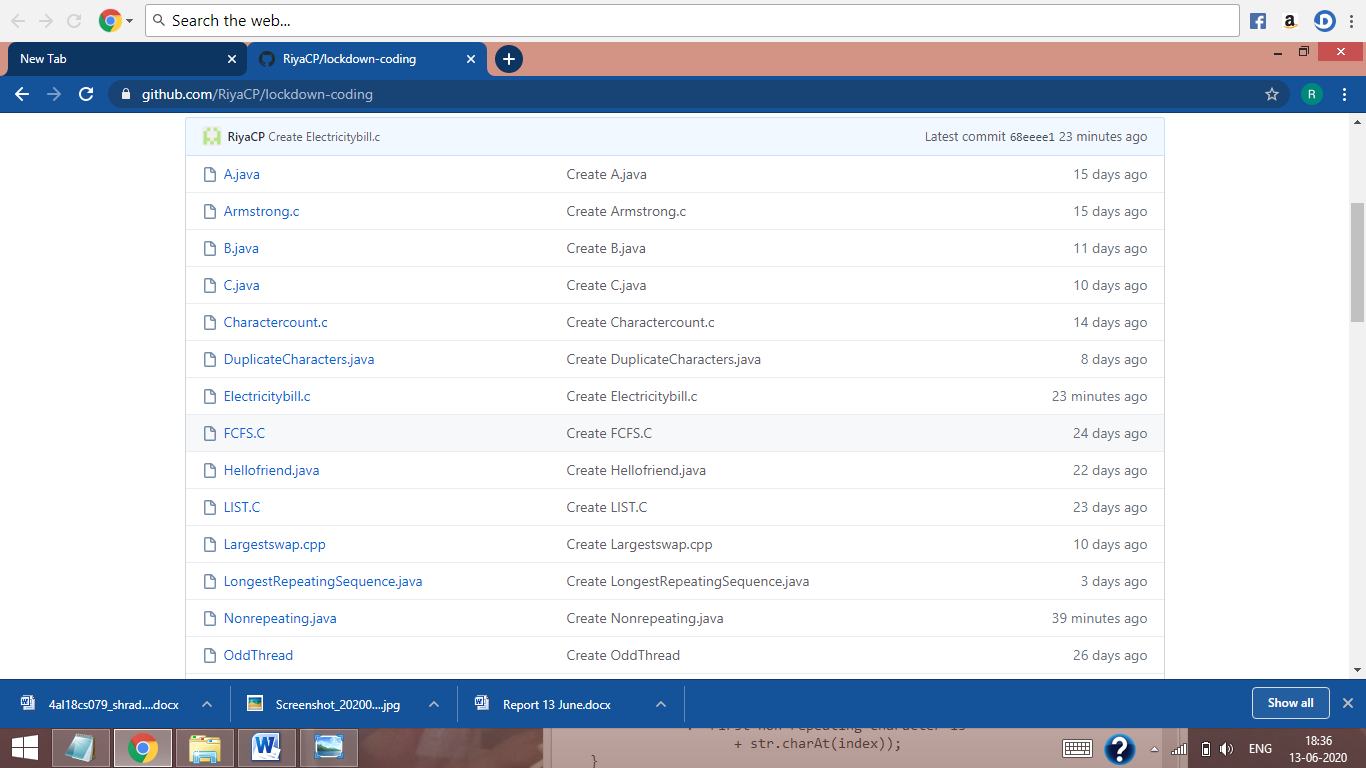 Search the web...
New Tab
RiyaCP/lockdown-coding
github.com/RiyaCP/lockdown-coding
R
RiyaCP Create Electricitybill.c Latest commit 68eeee1 23 minutes ago
A.java Create A.java 15 days ago
Armstrong.c Create Armstrong.c 15 days ago
B.java Create B.java 11 days ago
C.java Create C.java 10 days ago
Charactercount.c Create Charactercount.c 14 days ago
DuplicateCharacters.java Create DuplicateCharacters.java 8 days ago
Electricitybill.c Create Electricitybill.c 23 minutes ago
FCFS.C Create FCFS.C 24 days ago
Hellofriend.java Create Hellofriend.java 22 days ago
LIST.C Create LIST.C 23 days ago
Largestswap.cpp Create Largestswap.cpp 10 days ago
LongestRepeatingSequence.java Create LongestRepeatingSequence.java 3 days ago
Nonrepeating.java Create Nonrepeating.java 39 minutes ago
OddThread Create OddThread 26 days ago
4al18cs079_shrad....docx Screenshot_20200....jpg Report 13 June.docx Show all
+ str.charAt(index));
}
ENG 18:36
13-06-2020